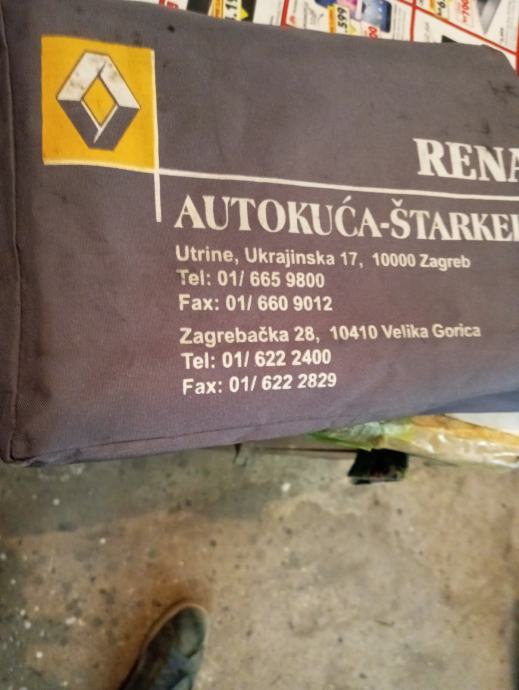 RENA
AUTOKUĆA-ŠTARKEL
Utrine, Ukrajinska 17, 10000 Zagreb
Tel: 01/ 665 9800
Fax: 01/ 660 9012
Zagrebačka 28, 10410 Velika Gorica
Tel: 01/ 622 2400
Fax: 01/ 622 2829